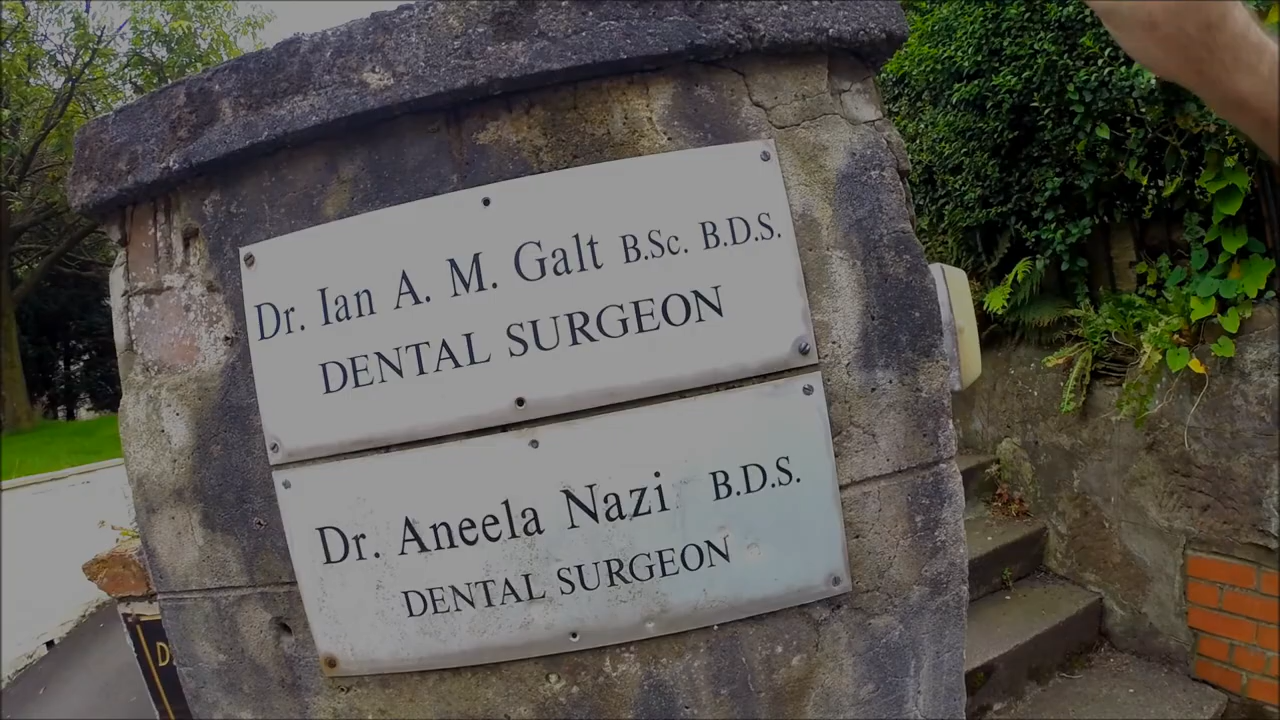 Dr. Ian A. M. Galt B.Sc. B.D.S.
DENTAL SURGEON
Dr. Aneela Nazi B.D.S.
DENTAL SURGEON
D